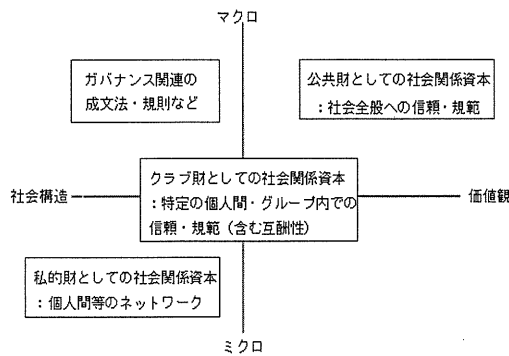 マクロ
ガバナンス関連の
成文法・規則など
公共財としての社会関係資本
：社会全般への信頼・規範
社会構造
クラブ財としての社会関係資本
：特定の個人間・グループ内での
信頼・規範（含む互酬性）
価値観
私的財としての社会関係資本
：個人間等のネットワーク
ミクロ